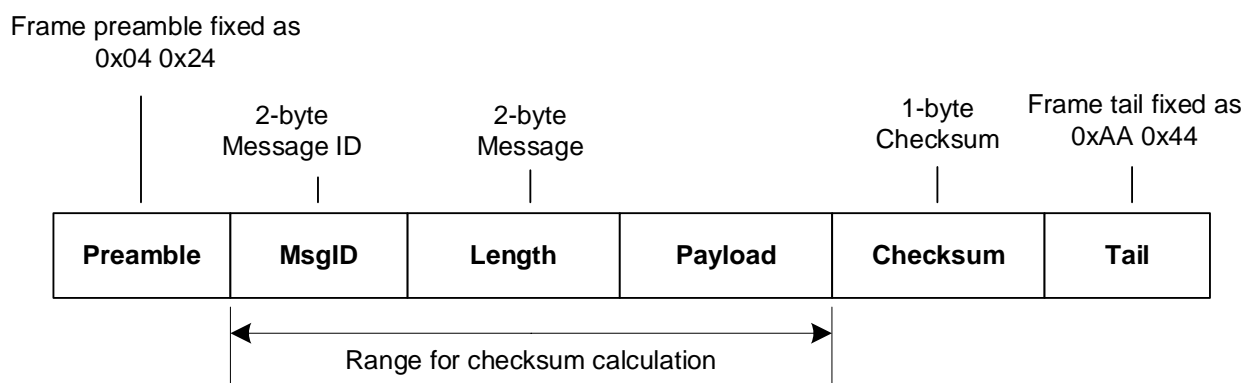 Frame preamble fixed as
0x04 0x24
2-byte
Message ID
2-byte
Message
1-byte
Checksum
Frame tail fixed as
0xAA 0x44
Preamble
MsgID
Length
Payload
Checksum
Tail
Range for checksum calculation